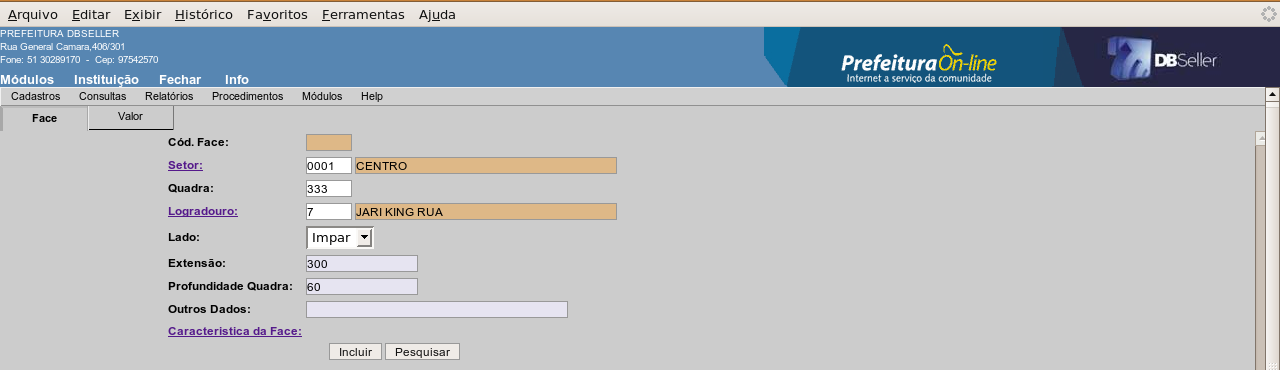 Arquivo Editar Exibir Histórico Favoritos Ferramentas Ajuda
PREFEITURA DBSELLER
Rua General Camara,406/301
Fone: 51 30289170 - Cep: 97542570
Módulos Instituição Fechar Info
Prefeitura On-line
Internet a serviço da comunidade
DBSeller
Cadastros Consultas Relatórios Procedimentos Módulos Help
Face Valor
Cód. Face:
Setor: 0001 CENTRO
Quadra: 333
Logradouro: 7 JARI KING RUA
Lado: Impar
Extensão: 300
Profundidade Quadra: 60
Outros Dados:
Caracteristica da Face:
Incluir Pesquisar